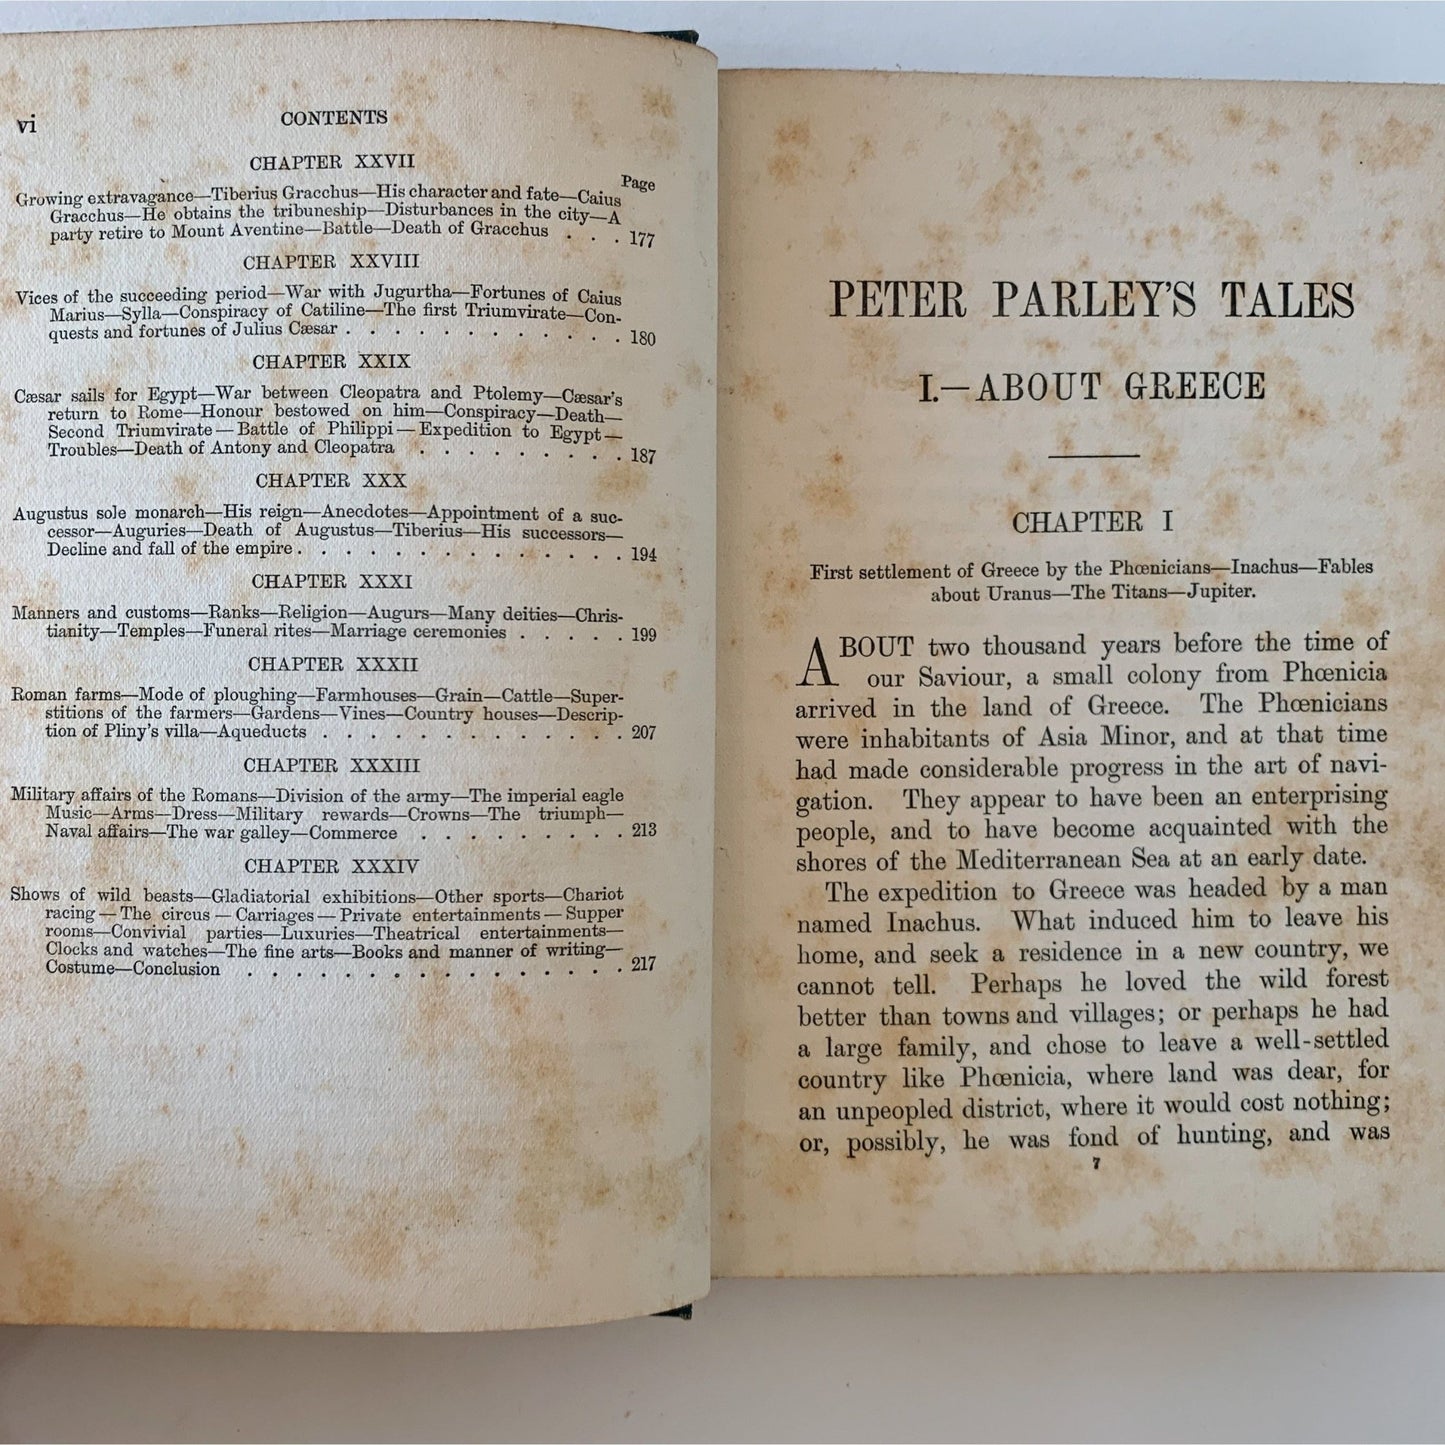 vi
CONTENTS
CHAPTER XXVII
Page
Growing extravagance—Tiberius Gracchus—His character and fate—Caius
Gracchus—He obtains the tribuneship—Disturbances in the city—A
party retire to Mount Aventine—Battle—Death of Gracchus . . . 177
CHAPTER XXVIII
Vices of the succeeding period—War with Jugurtha—Fortunes of Caius
Marius—Sylla—Conspiracy of Catiline—The first Triumvirate—Con-
quests and fortunes of Julius Cæsar . . . . . . . . . . . . 180
CHAPTER XXIX
Cæsar sails for Egypt—War between Cleopatra and Ptolemy—Cæsar's
return to Rome—Honour bestowed on him—Conspiracy—Death—
Second Triumvirate—Battle of Philippi—Expedition to Egypt—
Troubles—Death of Antony and Cleopatra . . . . . . . . . 187
CHAPTER XXX
Augustus sole monarch—His reign—Anecdotes—Appointment of a suc-
cessor—Auguries—Death of Augustus—Tiberius—His successors—
Decline and fall of the empire . . . . . . . . . . . . . . 194
CHAPTER XXXI
Manners and customs—Ranks—Religion—Augurs—Many deities—Chris-
tianity—Temples—Funeral rites—Marriage ceremonies . . . . . 199
CHAPTER XXXII
Roman farms—Mode of ploughing—Farmhouses—Grain—Cattle—Super-
stitions of the farmers—Gardens—Vines—Country houses—Descrip-
tion of Pliny's villa—Aqueducts . . . . . . . . . . . . . 207
CHAPTER XXXIII
Military affairs of the Romans—Division of the army—The imperial eagle
Music—Arms—Dress—Military rewards—Crowns—The triumph—
Naval affairs—The war galley—Commerce . . . . . . . . . 213
CHAPTER XXXIV
Shows of wild beasts—Gladiatorial exhibitions—Other sports—Chariot
racing—The circus—Carriages—Private entertainments—Supper
rooms—Convivial parties—Luxuries—Theatrical entertainments—
Clocks and watches—The fine arts—Books and manner of writing—
Costume—Conclusion . . . . . . . . . . . . . . . . 217
PETER PARLEY'S TALES
I.—ABOUT GREECE
CHAPTER I
First settlement of Greece by the Phœnicians—Inachus—Fables
about Uranus—The Titans—Jupiter.
ABOUT two thousand years before the time of
our Saviour, a small colony from Phœnicia
arrived in the land of Greece. The Phœnicians
were inhabitants of Asia Minor, and at that time
had made considerable progress in the art of navi-
gation. They appear to have been an enterprising
people, and to have become acquainted with the
shores of the Mediterranean Sea at an early date.
The expedition to Greece was headed by a man
named Inachus. What induced him to leave his
home, and seek a residence in a new country, we
cannot tell. Perhaps he loved the wild forest
better than towns and villages; or perhaps he had
a large family, and chose to leave a well-settled
country like Phœnicia, where land was dear, for
an unpeopled district, where it would cost nothing;
or, possibly, he was fond of hunting, and was
7